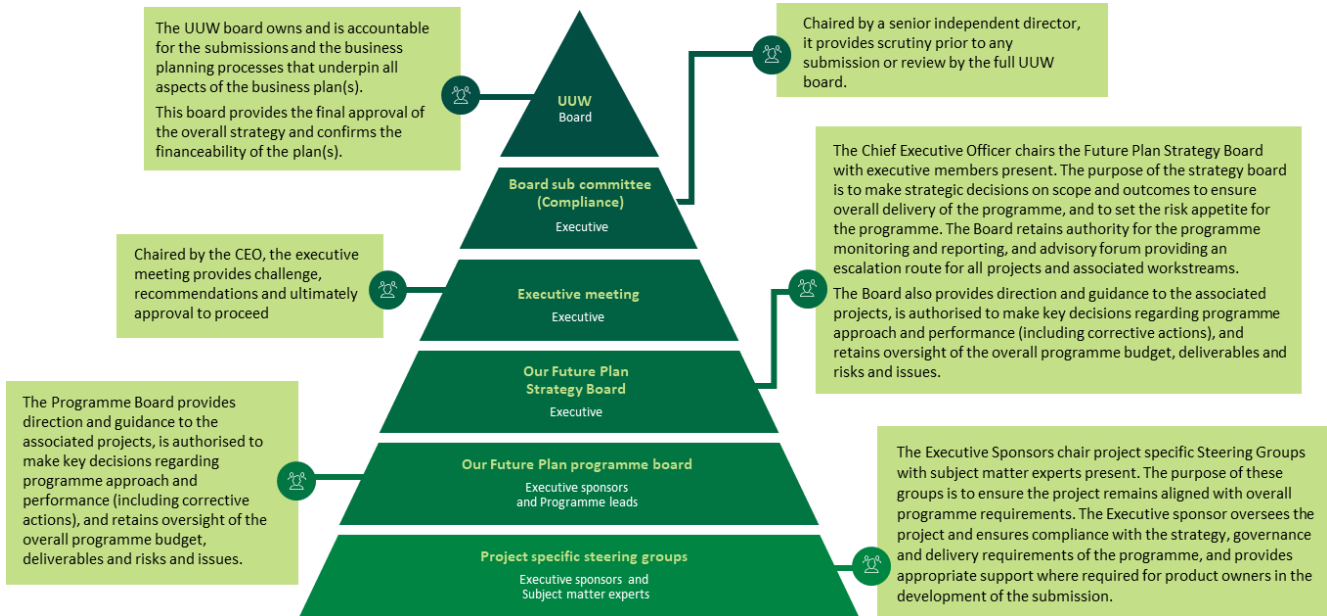 The UUW board owns and is accountable
for the submissions and the business
planning processes that underpin all
aspects of the business plan(s).
This board provides the final approval of
the overall strategy and confirms the
financeability of the plan(s).
UUW
Board
Chaired by a senior independent director,
it provides scrutiny prior to any
submission or review by the full UUW
board.
Board sub committee
(Compliance)
Executive
Chaired by the CEO, the executive
meeting provides challenge,
recommendations and ultimately
approval to proceed
Executive meeting
Executive
The Chief Executive Officer chairs the Future Plan Strategy Board
with executive members present. The purpose of the strategy board
is to make strategic decisions on scope and outcomes to ensure
overall delivery of the programme, and to set the risk appetite for
the programme. The Board retains authority for the programme
monitoring and reporting, and advisory forum providing an
escalation route for all projects and associated workstreams.
The Board also provides direction and guidance to the associated
projects, is authorised to make key decisions regarding programme
approach and performance (including corrective actions), and
retains oversight of the overall programme budget, deliverables and
risks and issues.
Our Future Plan
Strategy Board
Executive
The Programme Board provides
direction and guidance to the
associated projects, is authorised to
make key decisions regarding
programme approach and
performance (including corrective
actions), and retains oversight of the
overall programme budget,
deliverables and risks and issues.
Our Future Plan programme board
Executive sponsors
and Programme leads
Project specific steering groups
Executive sponsors and
Subject matter experts
The Executive Sponsors chair project specific Steering Groups
with subject matter experts present. The purpose of these
groups is to ensure the project remains aligned with overall
programme requirements. The Executive sponsor oversees the
project and ensures compliance with the strategy, governance
and delivery requirements of the programme, and provides
appropriate support where required for product owners in the
development of the submission.